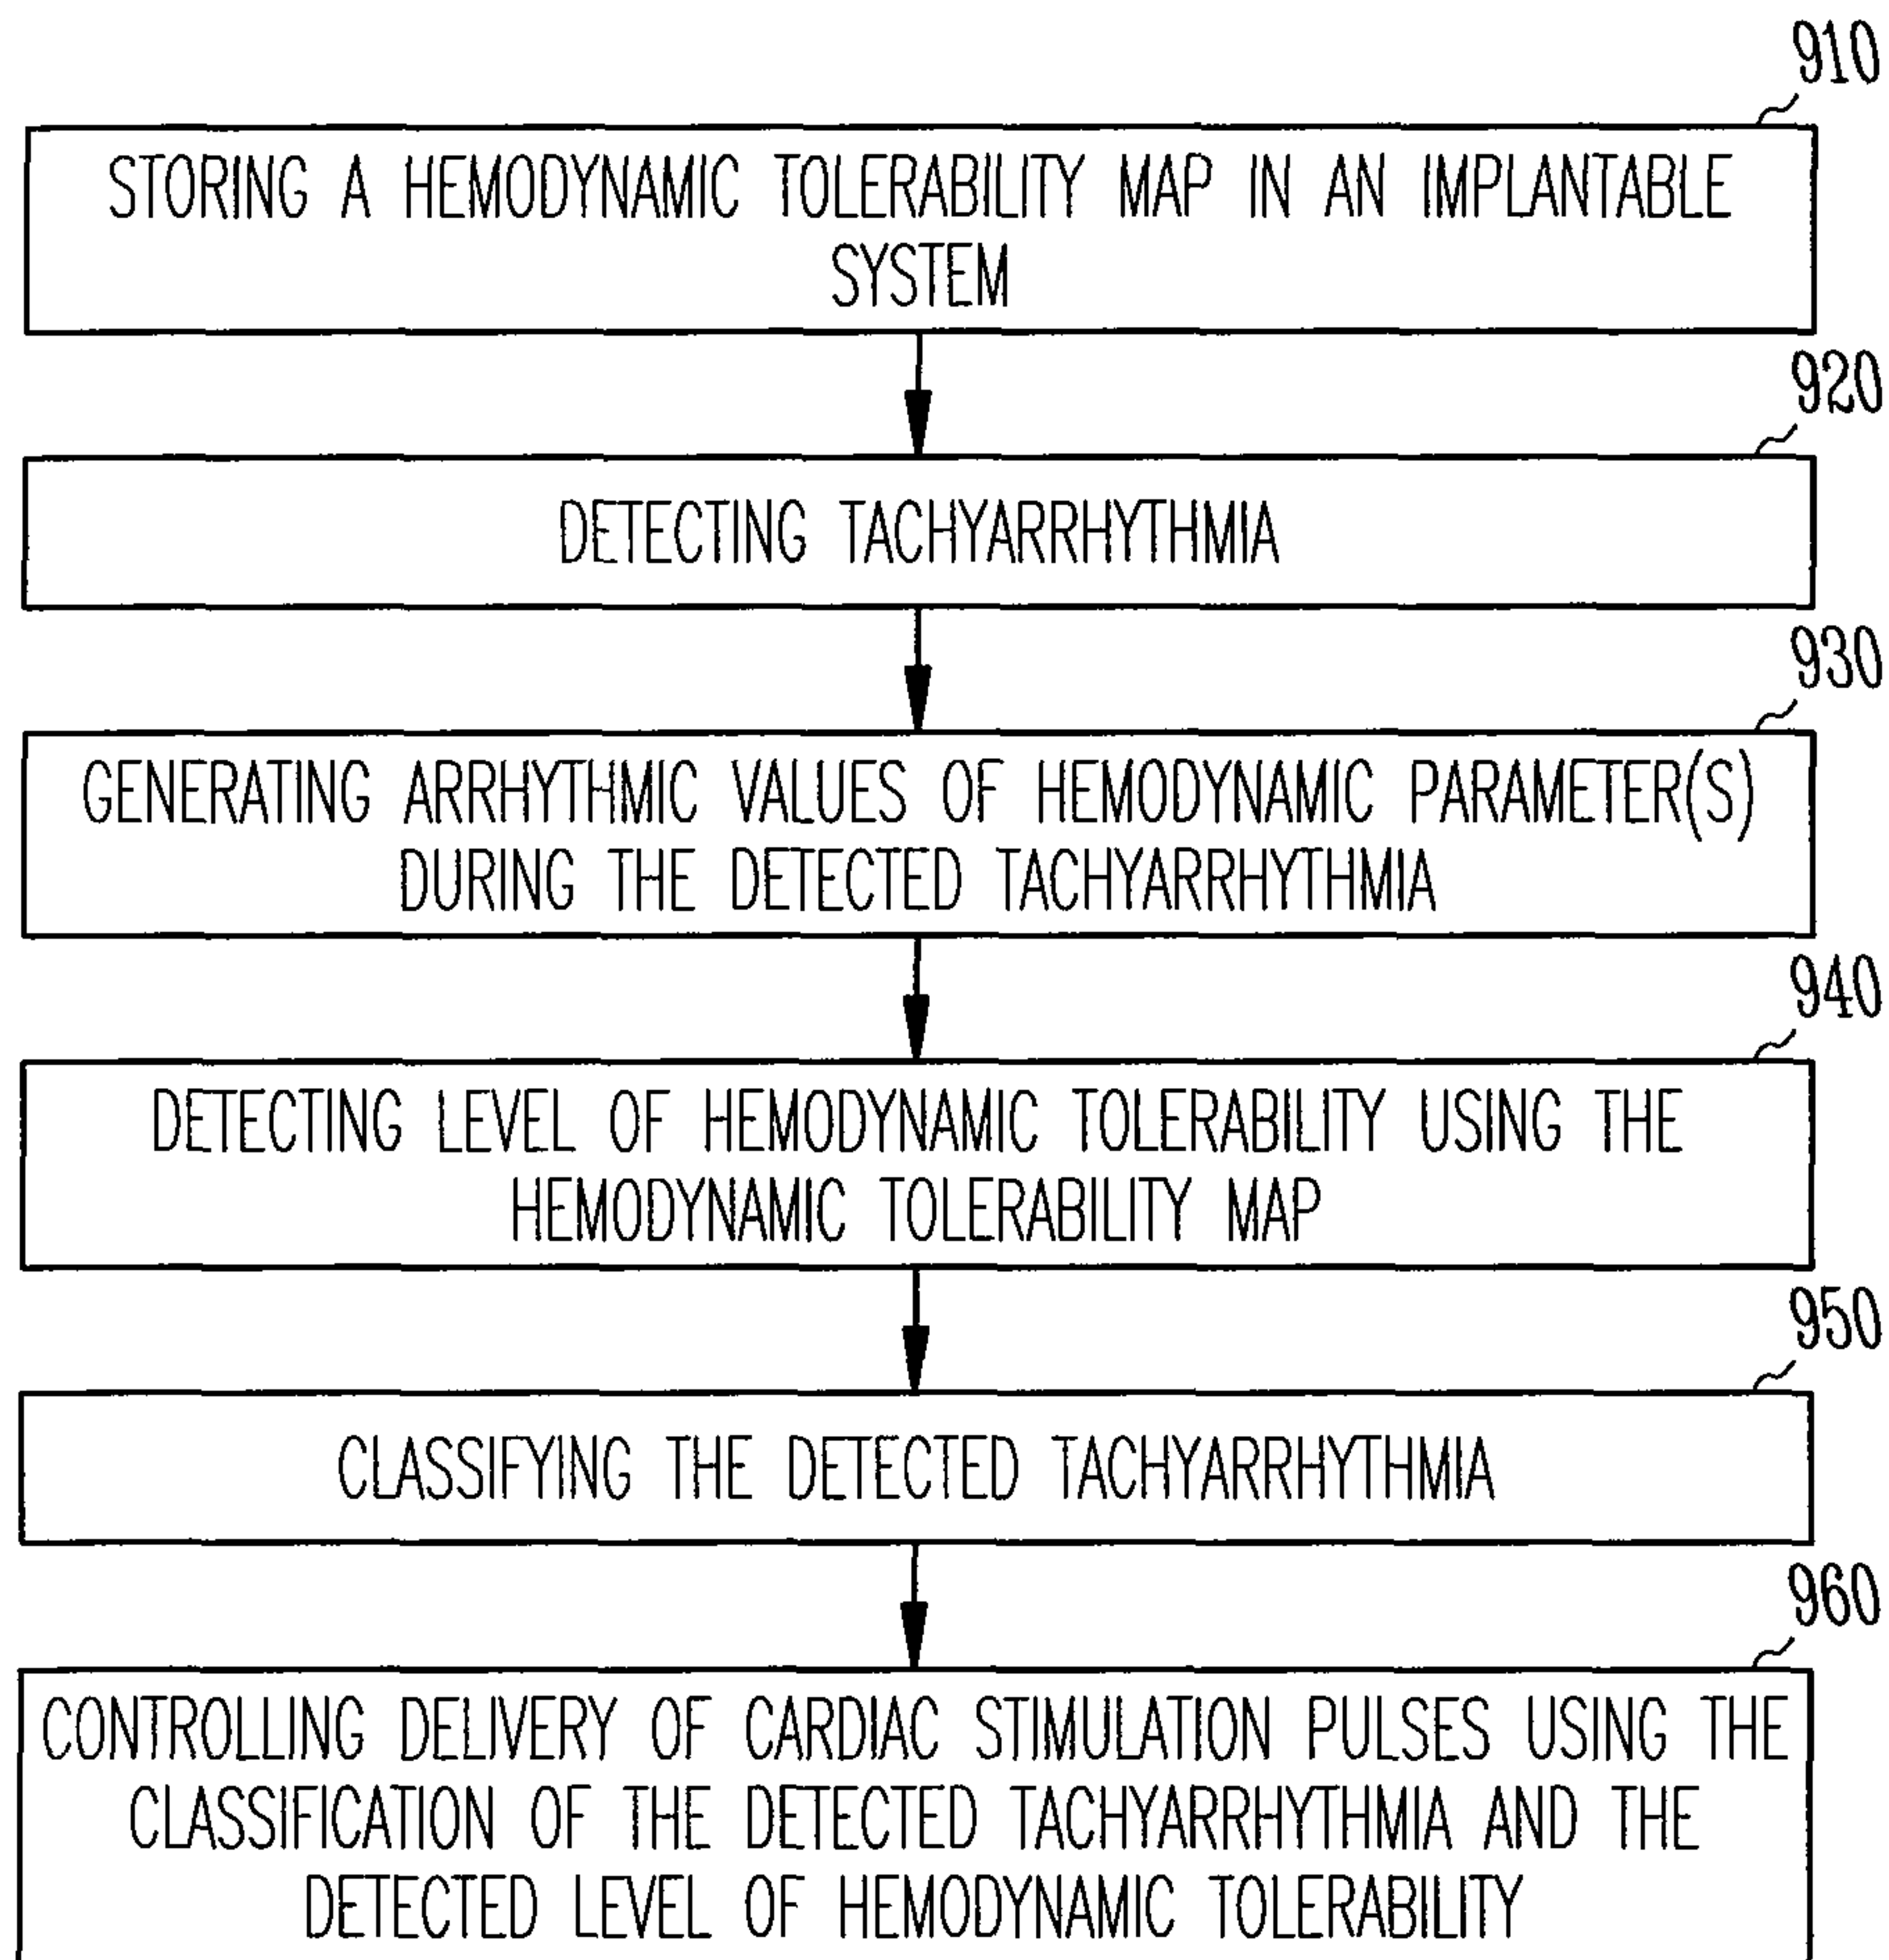 910
STORING A HEMODYNAMIC TOLERABILITY MAP IN AN IMPLANTABLE
SYSTEM
920
DETECTING TACHYARRHYTHMIA
930
GENERATING ARRHYTHMIC VALUES OF HEMODYNAMIC PARAMETER(S)
DURING THE DETECTED TACHYARRHYTHMIA
940
DETECTING LEVEL OF HEMODYNAMIC TOLERABILITY USING THE
HEMODYNAMIC TOLERABILITY MAP
950
CLASSIFYING THE DETECTED TACHYARRHYTHMIA
960
CONTROLLING DELIVERY OF CARDIAC STIMULATION PULSES USING THE
CLASSIFICATION OF THE DETECTED TACHYARRHYTHMIA AND THE
DETECTED LEVEL OF HEMODYNAMIC TOLERABILITY